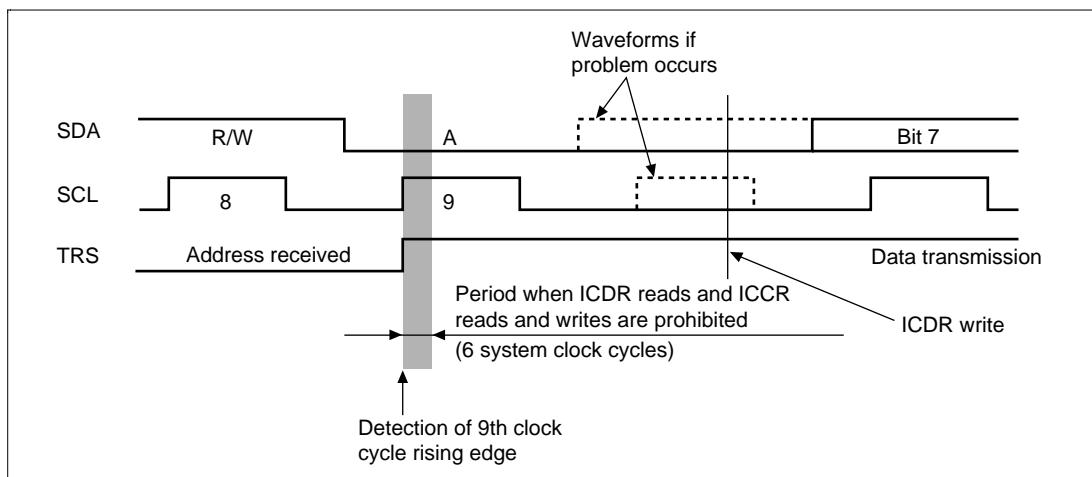 Waveforms if
problem occurs
SDA
R/W
A
Bit 7
SCL
8
9
TRS
Address received
Data transmission
Period when ICDR reads and ICCR
reads and writes are prohibited
(6 system clock cycles)
ICDR write
Detection of 9th clock
cycle rising edge